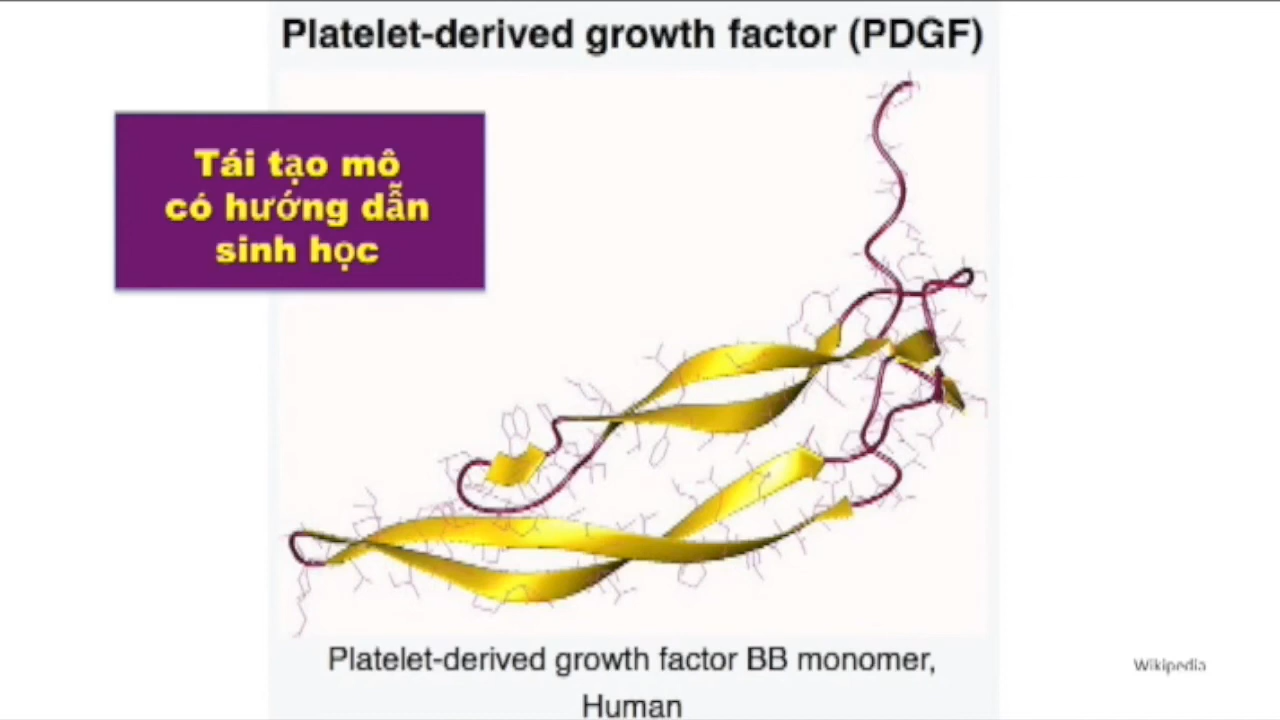 Platelet-derived growth factor (PDGF)
Tái tạo mô
có hướng dẫn
sinh học
Platelet-derived growth factor BB monomer,
Human
Wikipedia